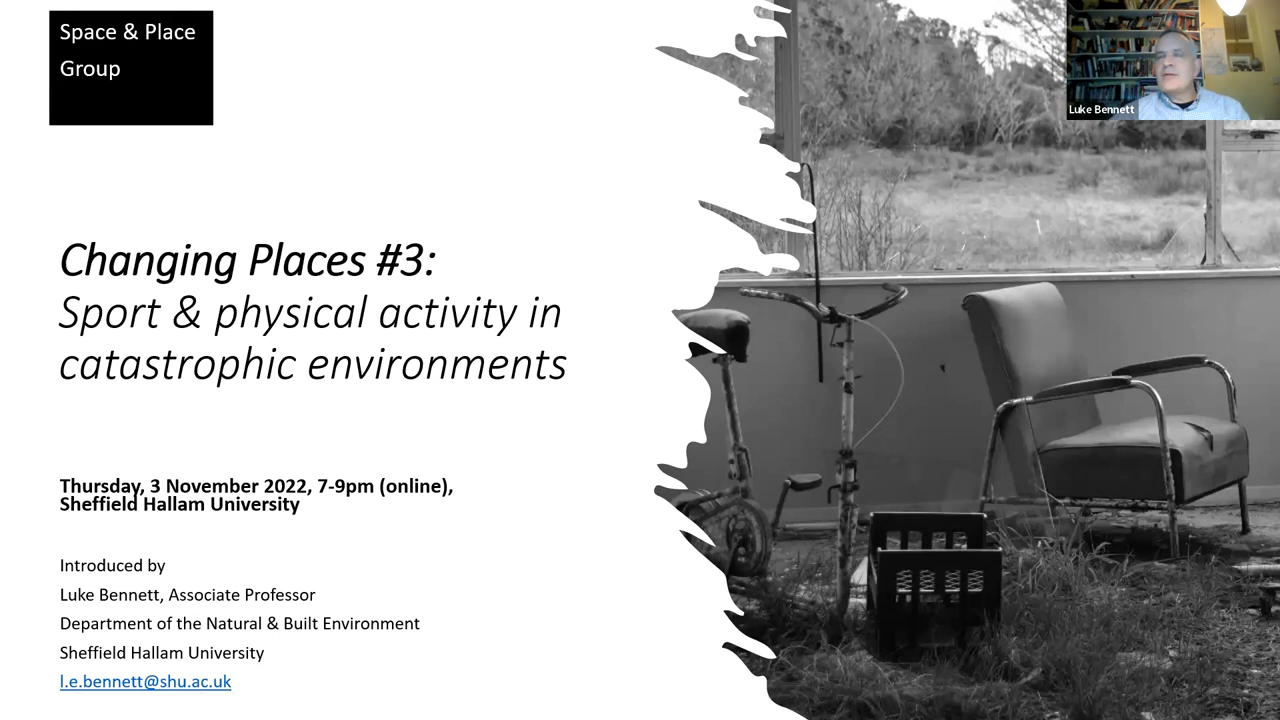 Space & Place
Group
Luke Bennett
Changing Places #3:
Sport & physical activity in
catastrophic environments
Thursday, 3 November 2022, 7-9pm (online),
Sheffield Hallam University
Introduced by
Luke Bennett, Associate Professor
Department of the Natural & Built Environment
Sheffield Hallam University
l.e.bennett@shu.ac.uk